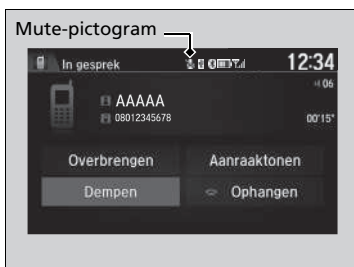 Mute-pictogram
In gesprek 12:34
06
AAAAA
08012345678 00'15"
Overbrengen Aanraaktonen
Dempen Ophangen